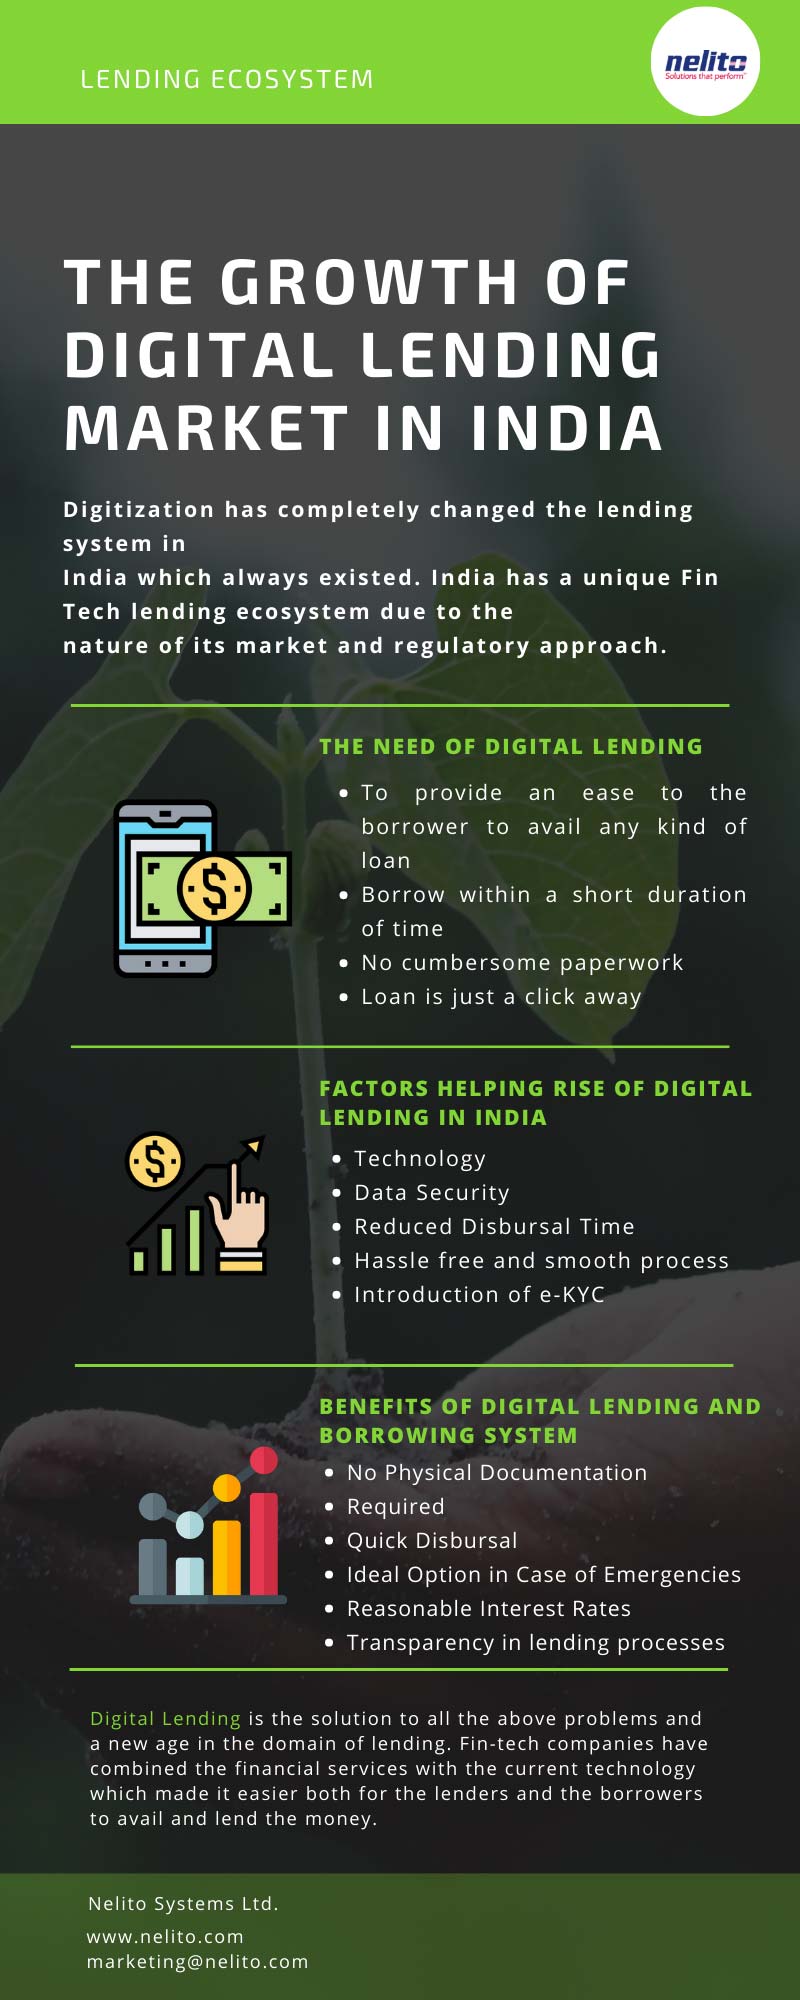 LENDING ECOSYSTEM
nelito
Solutions that perform™
THE GROWTH OF
DIGITAL LENDING
MARKET IN INDIA
Digitization has completely changed the lending
system in
India which always existed. India has a unique Fin
Tech lending ecosystem due to the
nature of its market and regulatory approach.
THE NEED OF DIGITAL LENDING
• To provide an ease to the
borrower to avail any kind of
loan
• Borrow within a short duration
of time
• No cumbersome paperwork
• Loan is just a click away
$
FACTORS HELPING RISE OF DIGITAL
LENDING IN INDIA
• Technology
• Data Security
• Reduced Disbursal Time
• Hassle free and smooth process
• Introduction of e-KYC
$
BENEFITS OF DIGITAL LENDING AND
BORROWING SYSTEM
• No Physical Documentation
• Required
• Quick Disbursal
• Ideal Option in Case of Emergencies
• Reasonable Interest Rates
• Transparency in lending processes
Digital Lending is the solution to all the above problems and
a new age in the domain of lending. Fin-tech companies have
combined the financial services with the current technology
which made it easier both for the lenders and the borrowers
to avail and lend the money.
Nelito Systems Ltd.
www.nelito.com
marketing@nelito.com